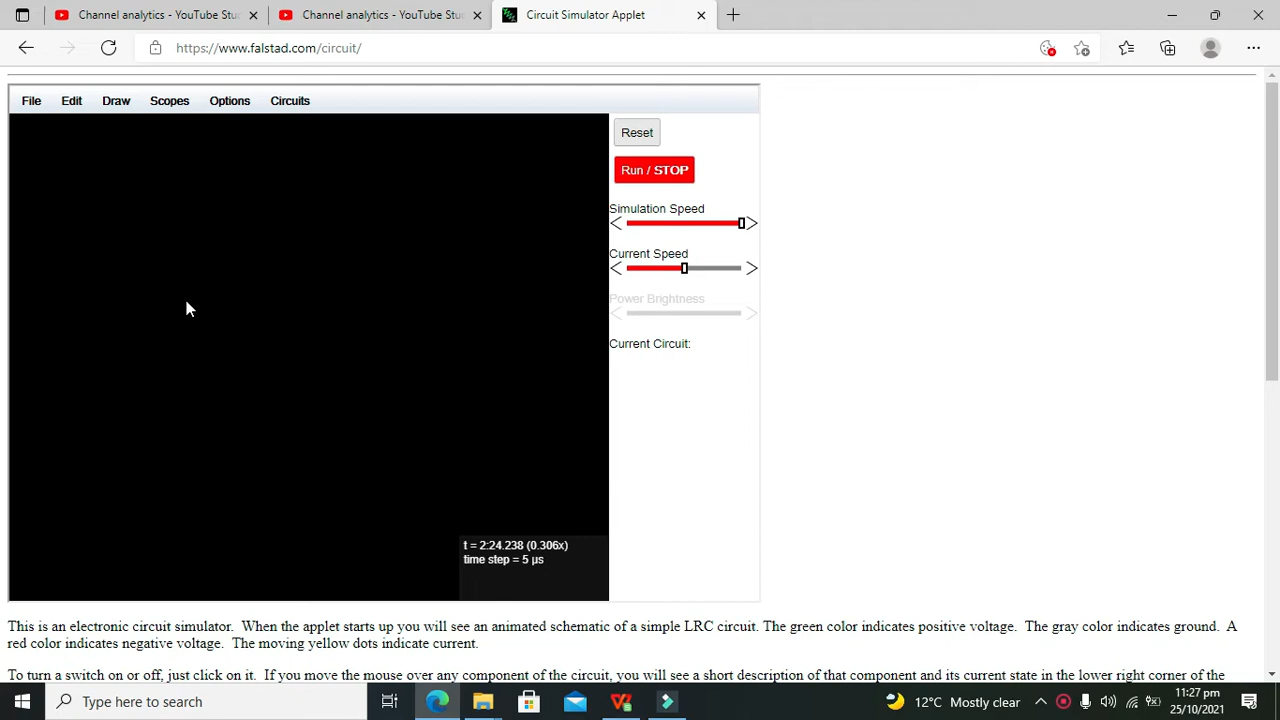 Channel analytics - YouTube Stu
Channel analytics - YouTube Stu
Circuit Simulator Applet
https://www.falstad.com/circuit/
File Edit Draw Scopes Options Circuits
Reset
Run / STOP
Simulation Speed
Current Speed
Power Brightness
Current Circuit:
t = 2:24.238 (0.306x)
time step = 5 µs
This is an electronic circuit simulator. When the applet starts up you will see an animated schematic of a simple LRC circuit. The green color indicates positive voltage. The gray color indicates ground. A
red color indicates negative voltage. The moving yellow dots indicate current.
To turn a switch on or off, just click on it. If you move the mouse over any component of the circuit, you will see a short description of that component and its current state in the lower right corner of the
Type here to search
12°C Mostly clear
11:27 pm
25/10/2021